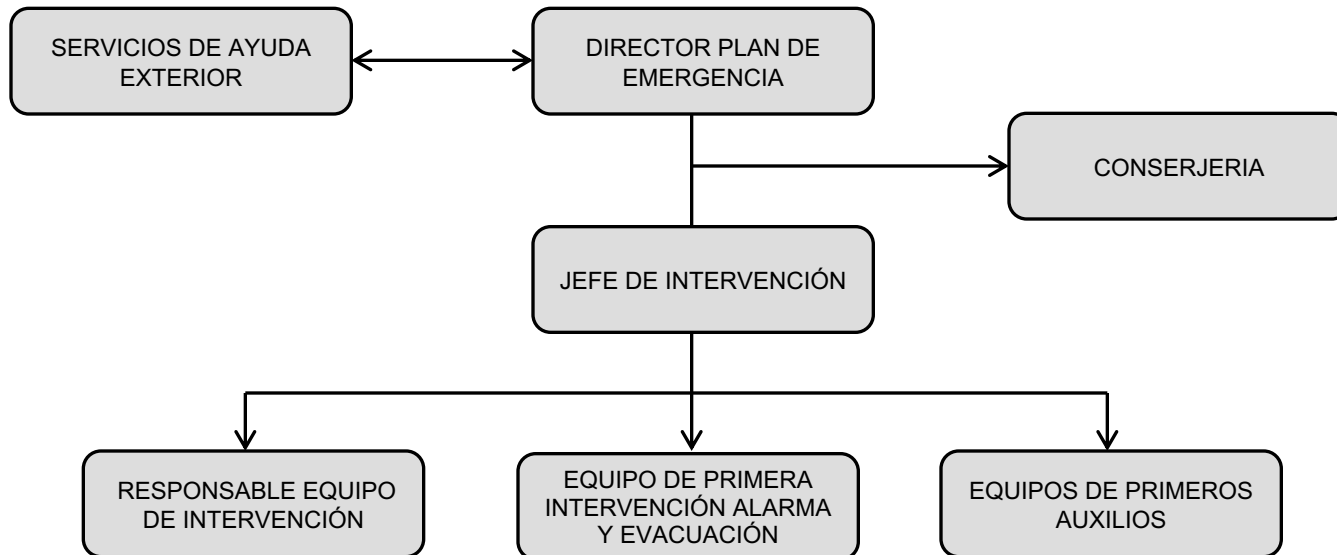 SERVICIOS DE AYUDA
EXTERIOR
DIRECTOR PLAN DE
EMERGENCIA
CONSERJERIA
JEFE DE INTERVENCIÓN
RESPONSABLE EQUIPO
DE INTERVENCIÓN
EQUIPO DE PRIMERA
INTERVENCIÓN ALARMA
Y EVACUACIÓN
EQUIPOS DE PRIMEROS
AUXILIOS